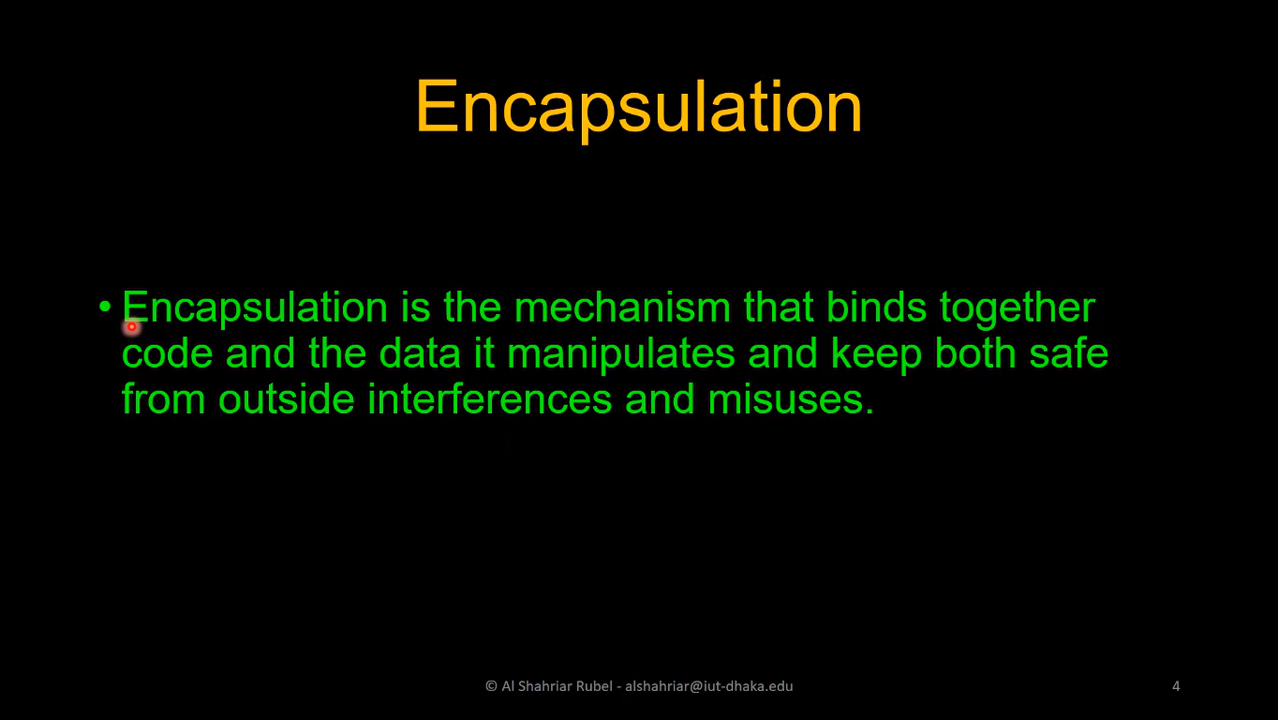 Encapsulation
• Encapsulation is the mechanism that binds together
code and the data it manipulates and keep both safe
from outside interferences and misuses.
© Al Shahriar Rubel - alshahriar@iut-dhaka.edu
4